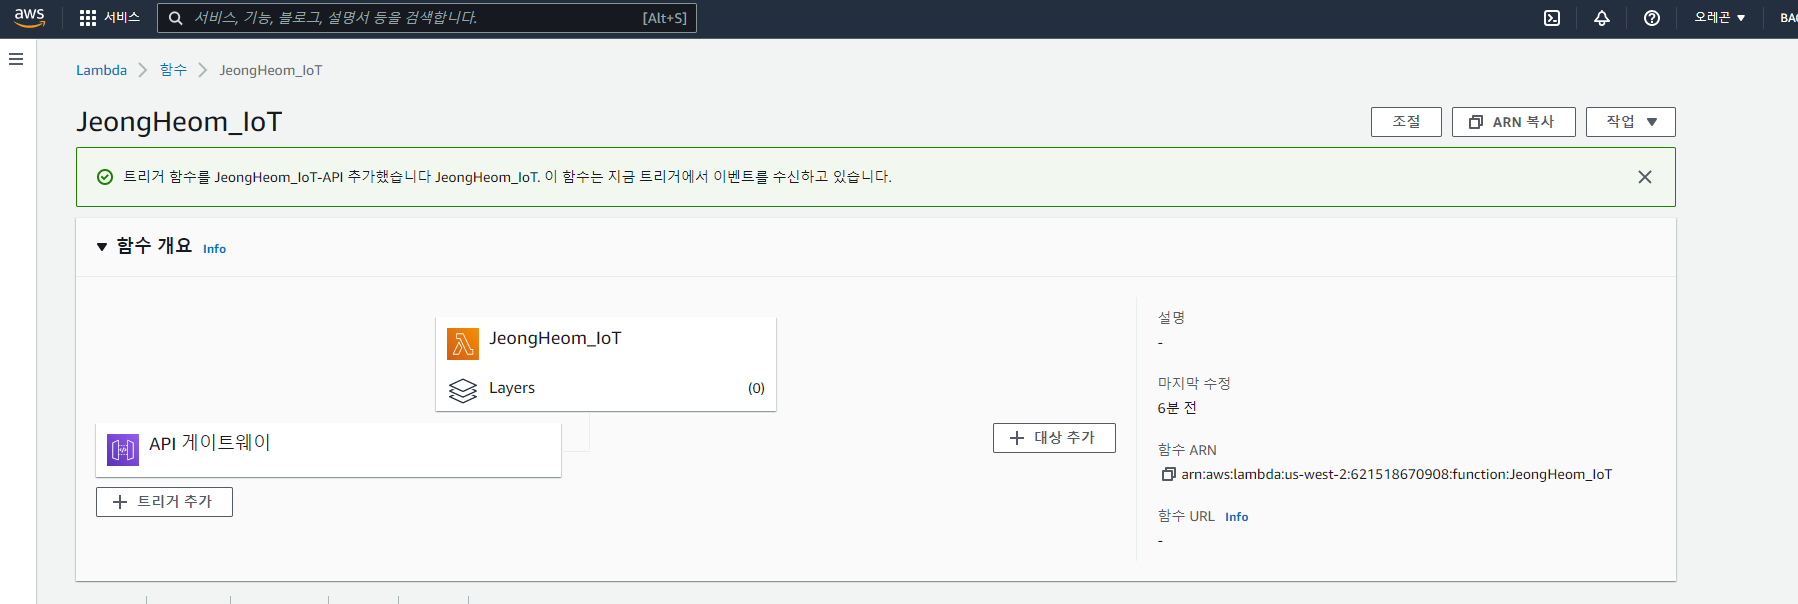 aws 서비스 서비스, 기능, 블로그, 설명서 등을 검색합니다. [Alt+S] 오레곤
Lambda 함수 JeongHeom_IoT
JeongHeom_IoT
조절 ARN 복사 작업
트리거 함수를 JeongHeom_IoT-API 추가했습니다 JeongHeom_IoT. 이 함수는 지금 트리거에서 이벤트를 수신하고 있습니다.
함수 개요 Info
JeongHeom_IoT
Layers (0)
API 게이트웨이
트리거 추가
대상 추가
설명
-
마지막 수정
6분 전
함수 ARN
arn:aws:lambda:us-west-2:621518670908:function:JeongHeom_IoT
함수 URL Info
-